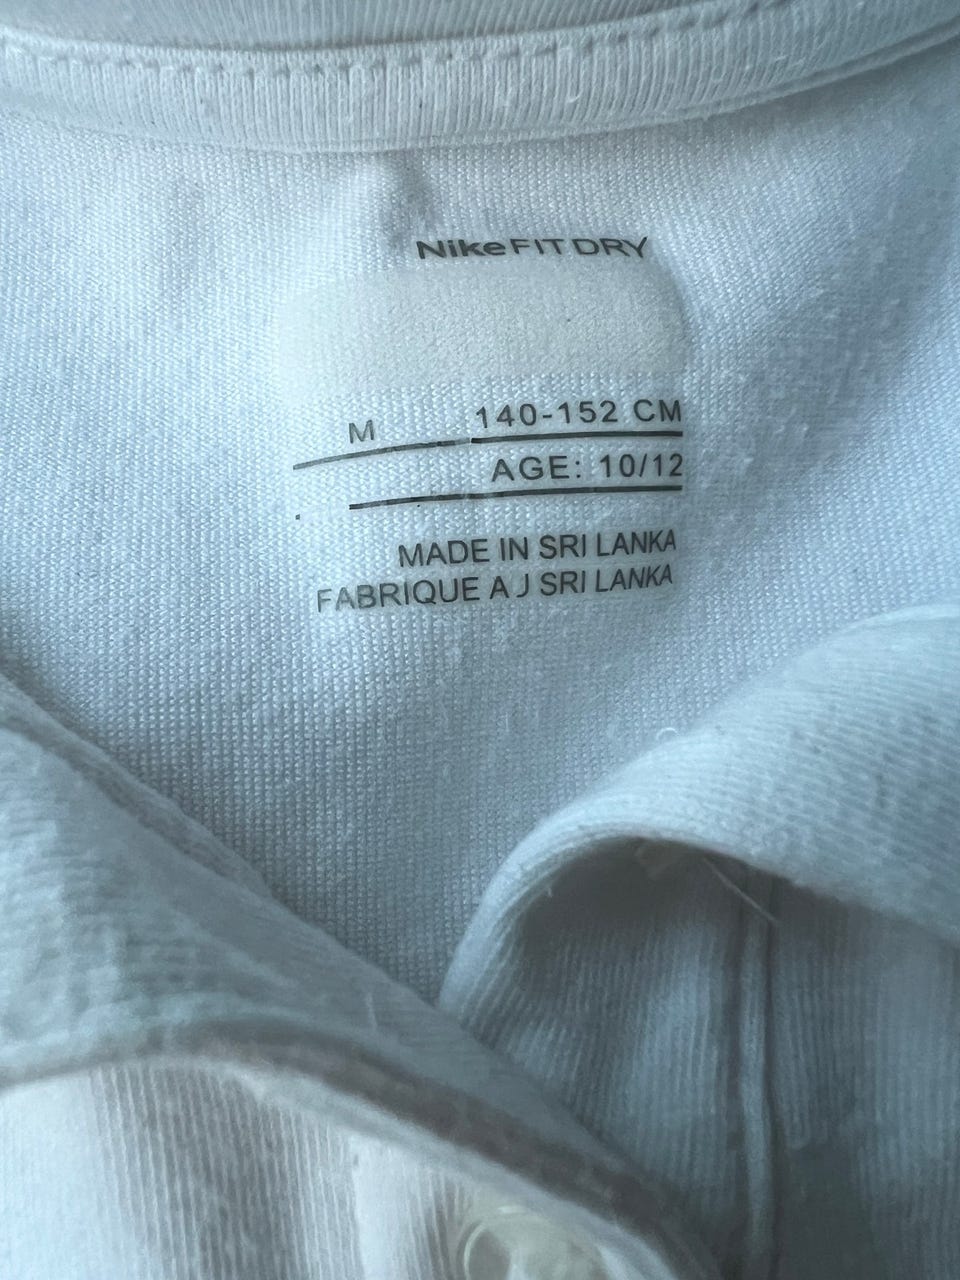 NikeFIT DRY
M 140-152 CM
AGE: 10/12
MADE IN SRI LANKA
FABRIQUE A J SRI LANKA